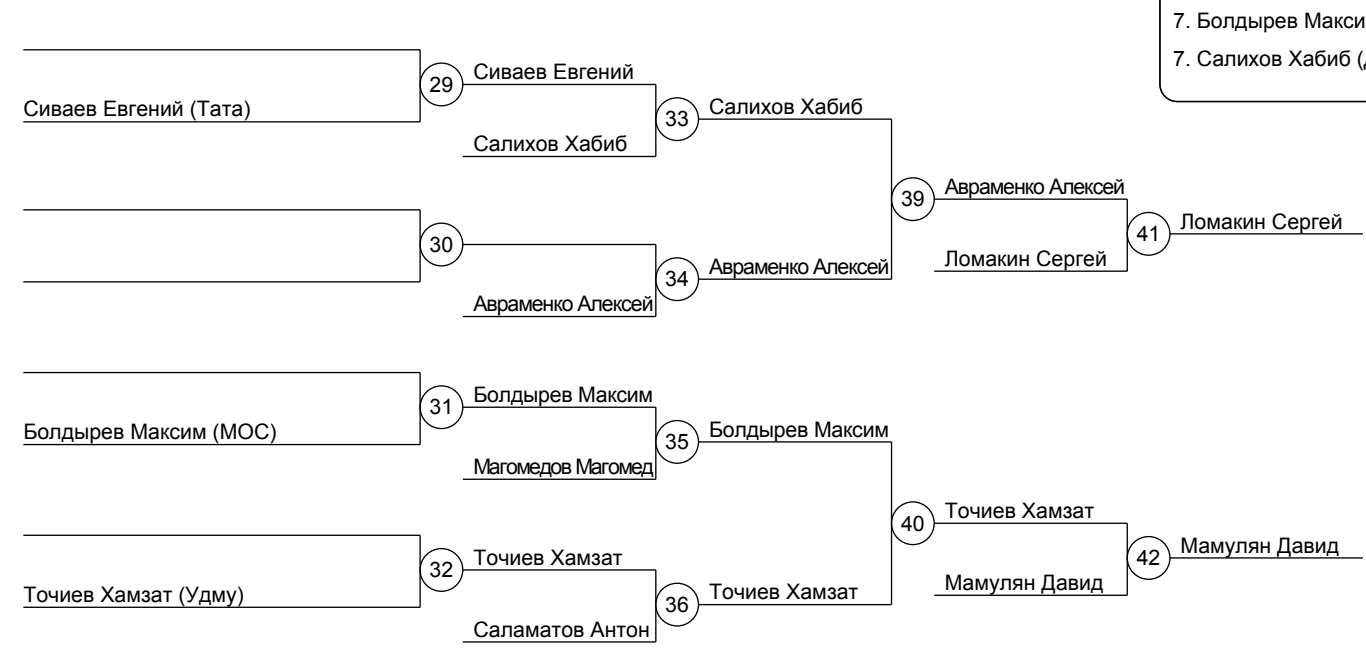 7. Болдырев Макси
7. Салихов Хабиб (
29
Сиваев Евгений
Сиваев Евгений (Тата)
33
Салихов Хабиб
Салихов Хабиб
39
Авраменко Алексей
41
Ломакин Сергей
30
Ломакин Сергей
34
Авраменко Алексей
Авраменко Алексей
31
Болдырев Максим
Болдырев Максим (МОС)
35
Болдырев Максим
Магомедов Магомед
40
Точиев Хамзат
42
Мамулян Давид
32
Точиев Хамзат
Мамулян Давид
Точиев Хамзат (Удму)
36
Точиев Хамзат
Саламатов Антон